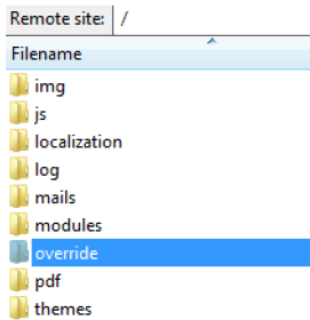 Remote site: /
Filename
img
js
localization
log
mails
modules
override
pdf
themes